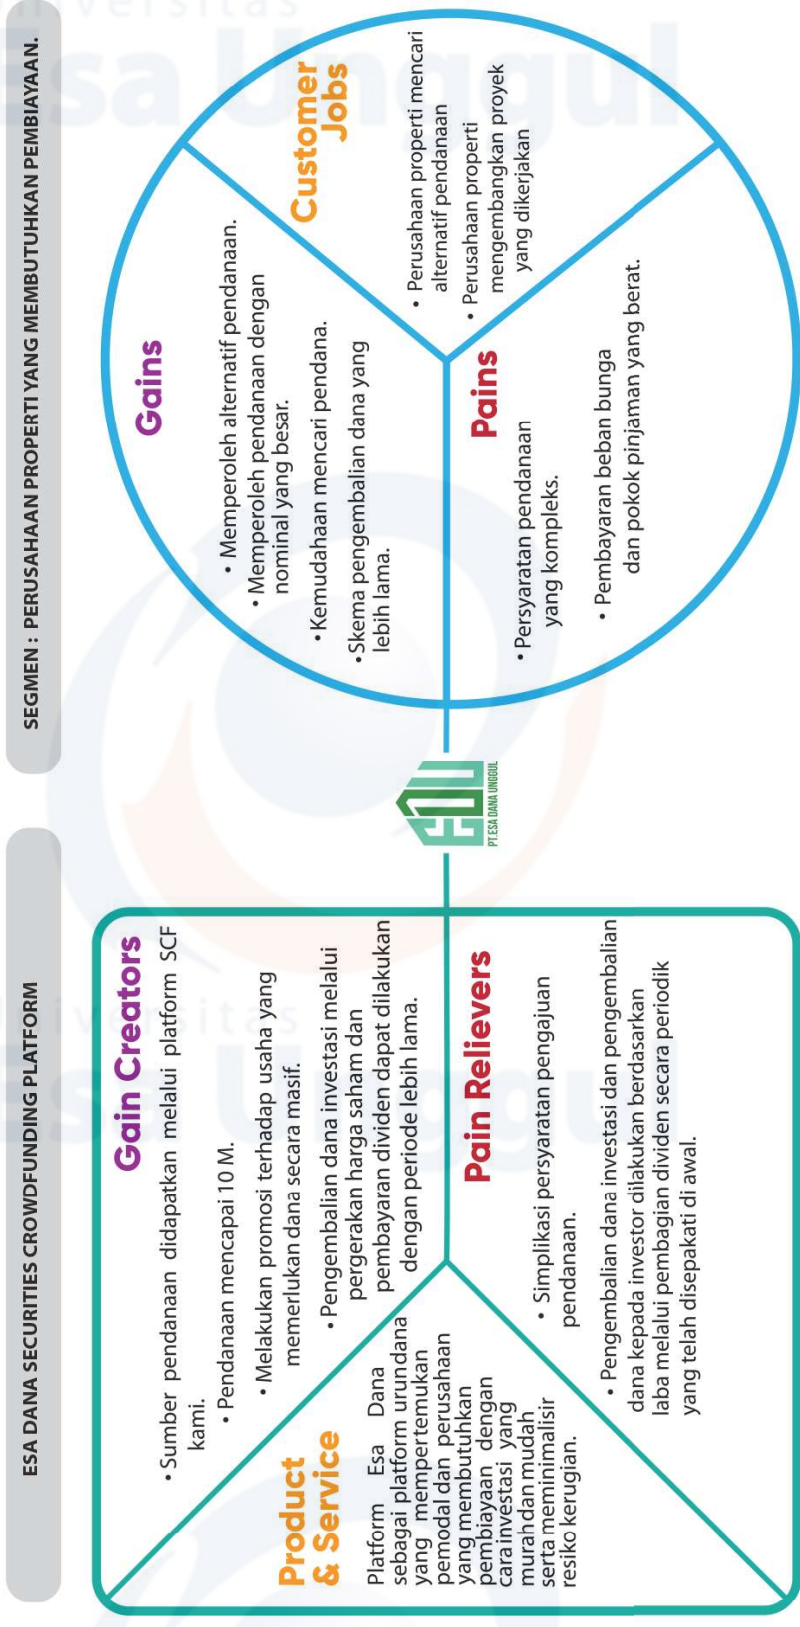 ESA DANA SECURITIES CROWDFUNDING PLATFORM
Gain Creators
• Sumber pendanaan didapatkan melalui platform SCF
kami.
• Pendanaan mencapai 10 M.
• Melakukan promosi terhadap usaha yang
memerlukan dana secara masif.
• Pengembalian dana investasi melalui
pergerakan harga saham dan
pembayaran dividen dapat dilakukan
dengan periode lebih lama.
Product
& Service
Platform Esa Dana
sebagai platform urundana
yang mempertemukan
pemodal dan perusahaan
yang membutuhkan
pembiayaan dengan
cara investasi yang
murah dan mudah
serta meminimalisir
resiko kerugian.
Pain Relievers
• Simplikasi persyaratan pengajuan
pendanaan.
• Pengembalian dana investasi dan pengembalian
dana kepada investor dilakukan berdasarkan
laba melalui pembagian dividen secara periodik
yang telah disepakati di awal.
EDU
PT.ESA DANA UNGGUL
SEGMEN : PERUSAHAAN PROPERTI YANG MEMBUTUHKAN PEMBIAYAAN.
Gains
• Memperoleh alternatif pendanaan.
• Memperoleh pendanaan dengan
nominal yang besar.
• Kemudahaan mencari pendana.
• Skema pengembalian dana yang
lebih lama.
Customer
Jobs
• Perusahaan properti mencari
alternatif pendanaan
• Perusahaan properti
mengembangkan proyek
yang dikerjakan
Pains
• Persyaratan pendanaan
yang kompleks.
• Pembayaran beban bunga
dan pokok pinjaman yang berat.
Universitas
Esa Unggul
Universitas
Esa Unggul